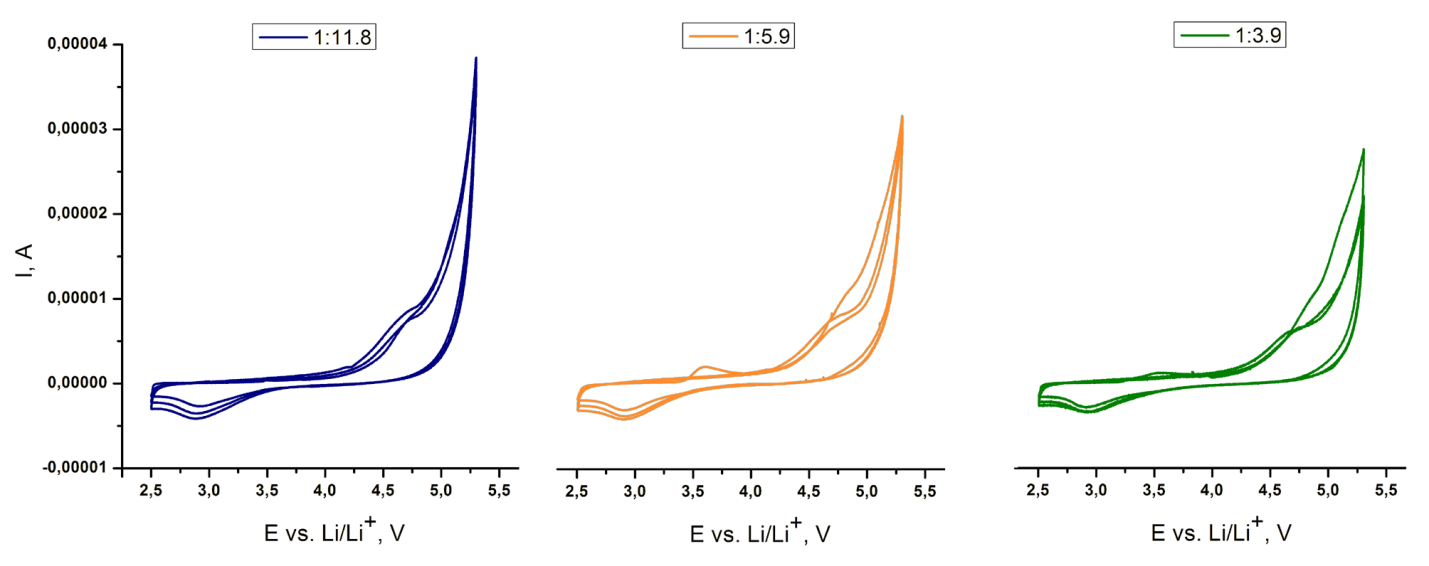 1:11.8
1:5.9
1:3.9
0,00004
0,00003
0,00002
0,00001
0,00000
-0,00001
I, A
2,5 3,0 3,5 4,0 4,5 5,0 5,5
2,5 3,0 3,5 4,0 4,5 5,0 5,5
2,5 3,0 3,5 4,0 4,5 5,0 5,5
E vs. Li/Li⁺, V
E vs. Li/Li⁺, V
E vs. Li/Li⁺, V